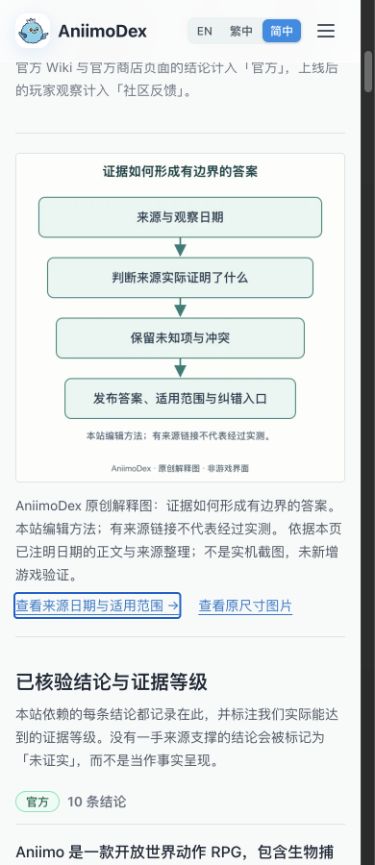 AniimoDex
EN 繁中 简中
官方 Wiki 与官方商店页面的结论计入「官方」，上线后
的玩家观察计入「社区反馈」。
证据如何形成有边界的答案
来源与观察日期
判断来源实际证明了什么
保留未知项与冲突
发布答案、适用范围与纠错入口
本站编辑方法；有来源链接不代表经过实测。
AniimoDex · 原创解释图 · 非游戏界面
AniimoDex 原创解释图：证据如何形成有边界的答案。
本站编辑方法；有来源链接不代表经过实测。 依据本页
已注明日期的正文与来源整理；不是实机截图，未新增
游戏验证。
查看来源日期与适用范围 → 查看原尺寸图片
已核验结论与证据等级
本站依赖的每条结论都记录在此，并标注我们实际能达
到的证据等级。没有一手来源支撑的结论会被标记为
「未证实」，而不是当作事实呈现。
官方 10 条结论
Aniimo 是一款开放世界动作 RPG，包含生物捕